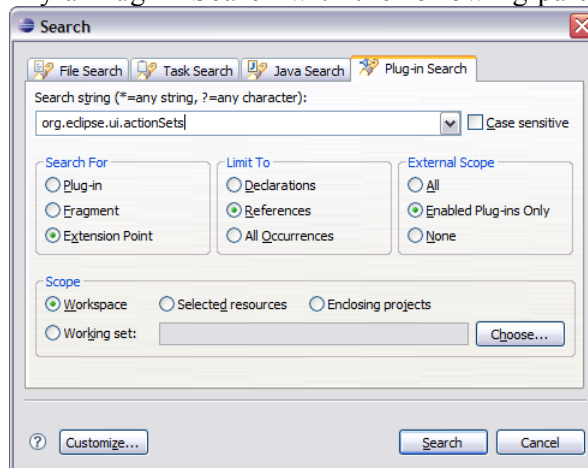 Search
File Search Task Search Java Search Plug-in Search
Search string (*=any string, ?=any character):
org.eclipse.ui.actionSets
Case sensitive
Search For Limit To External Scope
Plug-in Declarations All
Fragment References Enabled Plug-ins Only
Extension Point All Occurrences None
Scope
Workspace Selected resources Enclosing projects
Working set: Choose...
? Customize... Search Cancel